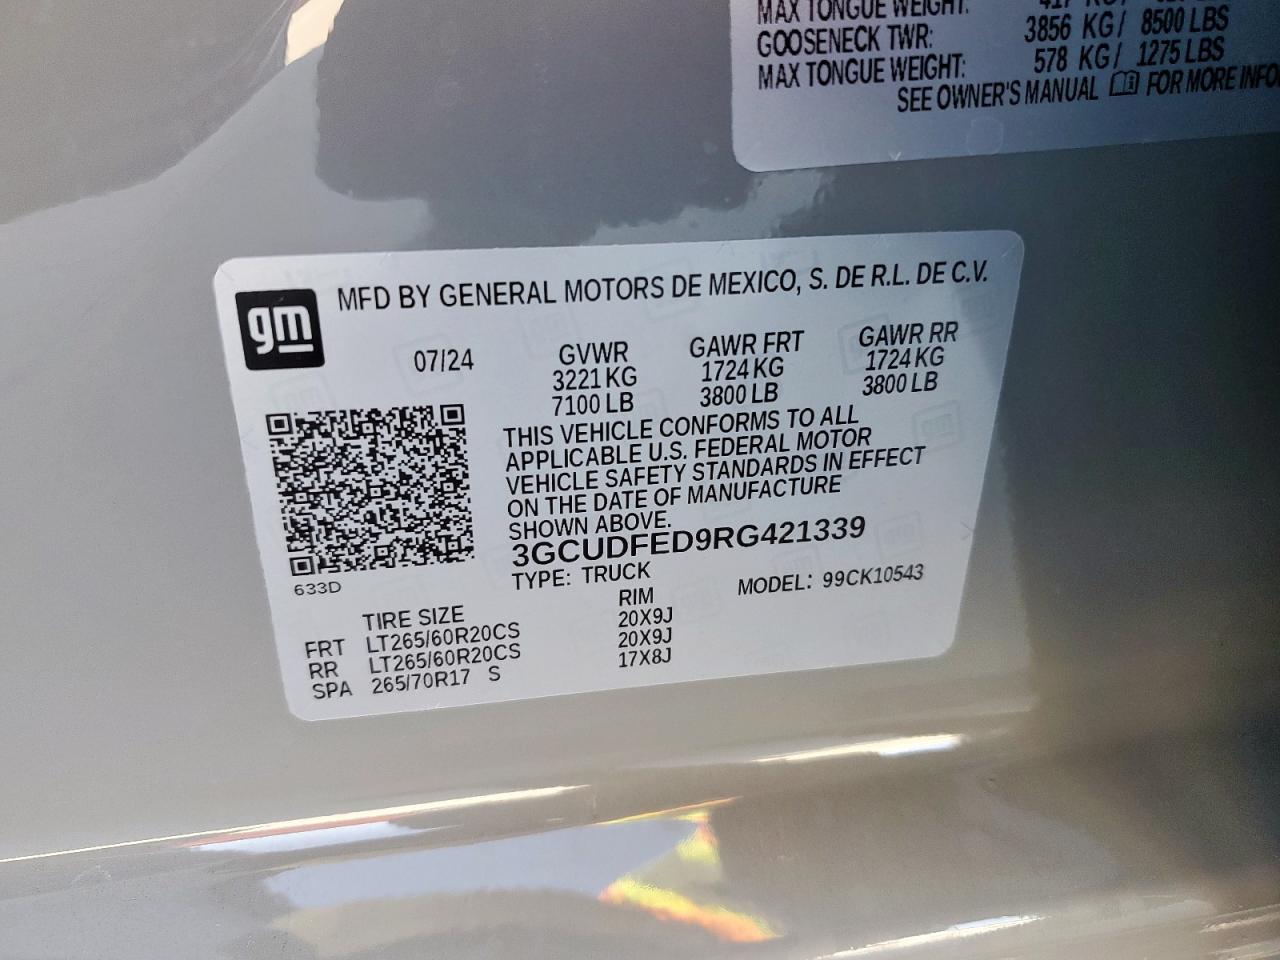 MAX TONGUE WEIGHT:
GOOSENECK TWR: 3856 KG/ 8500 LBS
MAX TONGUE WEIGHT: 578 KG/ 1275 LBS
SEE OWNER'S MANUAL FOR MORE INFO.
gm
MFD BY GENERAL MOTORS DE MEXICO, S. DE R.L. DE C.V.
07/24 GVWR GAWR FRT GAWR RR
3221 KG 1724 KG 1724 KG
7100 LB 3800 LB 3800 LB
THIS VEHICLE CONFORMS TO ALL
APPLICABLE U.S. FEDERAL MOTOR
VEHICLE SAFETY STANDARDS IN EFFECT
ON THE DATE OF MANUFACTURE
SHOWN ABOVE.
3GCUDFED9RG421339
633D
TYPE: TRUCK MODEL: 99CK10543
TIRE SIZE RIM
FRT LT265/60R20CS 20X9J
RR LT265/60R20CS 20X9J
SPA 265/70R17 S 17X8J